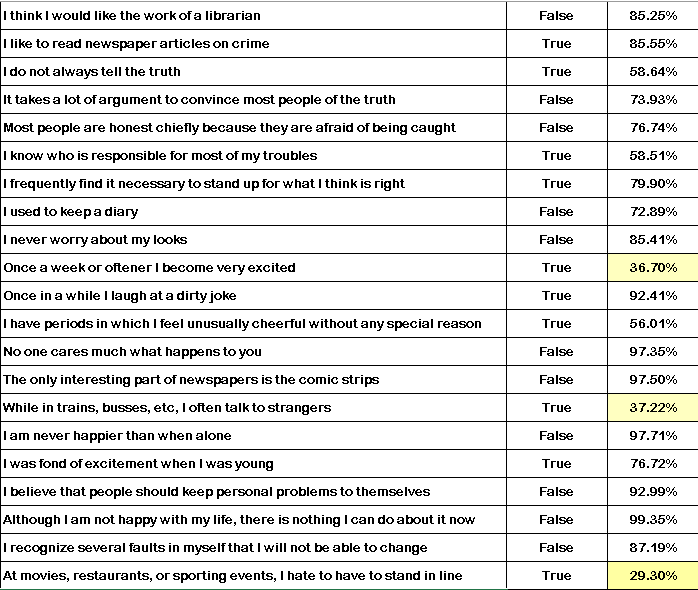 I think I would like the work of a librarian False 85.25%
I like to read newspaper articles on crime True 85.55%
I do not always tell the truth True 58.64%
It takes a lot of argument to convince most people of the truth False 73.93%
Most people are honest chiefly because they are afraid of being caught False 76.74%
I know who is responsible for most of my troubles True 58.51%
I frequently find it necessary to stand up for what I think is right True 79.90%
I used to keep a diary False 72.89%
I never worry about my looks False 85.41%
Once a week or oftener I become very excited True 36.70%
Once in a while I laugh at a dirty joke True 92.41%
I have periods in which I feel unusually cheerful without any special reason True 56.01%
No one cares much what happens to you False 97.35%
The only interesting part of newspapers is the comic strips False 97.50%
While in trains, busses, etc, I often talk to strangers True 37.22%
I am never happier than when alone False 97.71%
I was fond of excitement when I was young True 76.72%
I believe that people should keep personal problems to themselves False 92.99%
Although I am not happy with my life, there is nothing I can do about it now False 99.35%
I recognize several faults in myself that I will not be able to change False 87.19%
At movies, restaurants, or sporting events, I hate to have to stand in line True 29.30%